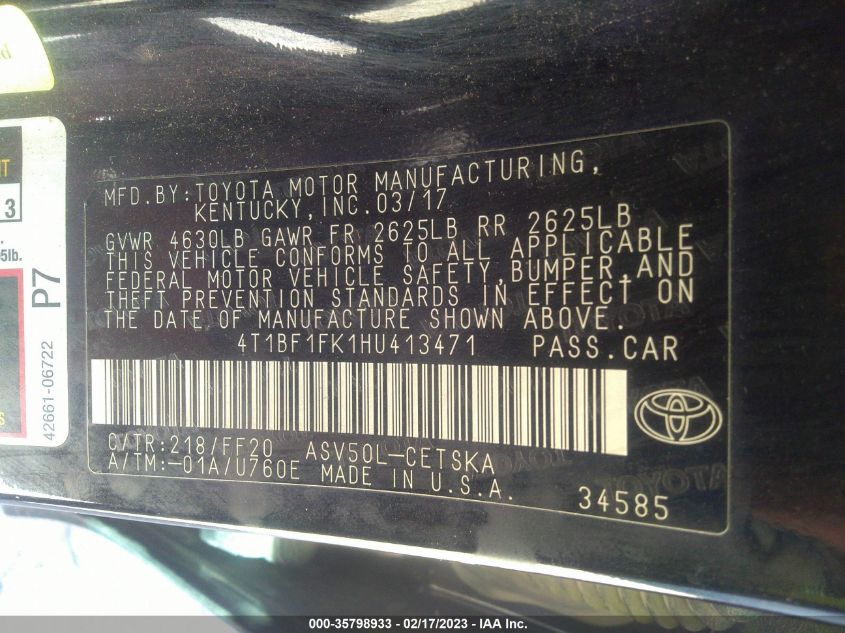 MFD.BY:TOYOTA MOTOR MANUFACTURING,
KENTUCKY,INC.03/17
GVWR 4630LB GAWR FR 2625LB RR 2625LB
THIS VEHICLE CONFORMS TO ALL APPLICABLE
FEDERAL MOTOR VEHICLE SAFETY,BUMPER,AND
THEFT PREVENTION STANDARDS IN EFFECT ON
THE DATE OF MANUFACTURE SHOWN ABOVE.
4T1BF1FK1HU413471 PASS.CAR
C/TR:218/FF20 ASV50L-CETSKA
A/TM:-01A/U760E MADE IN U.S.A.
34585
3
5lb.
P7
42661-06722
000-35798933 - 02/17/2023 - IAA Inc.